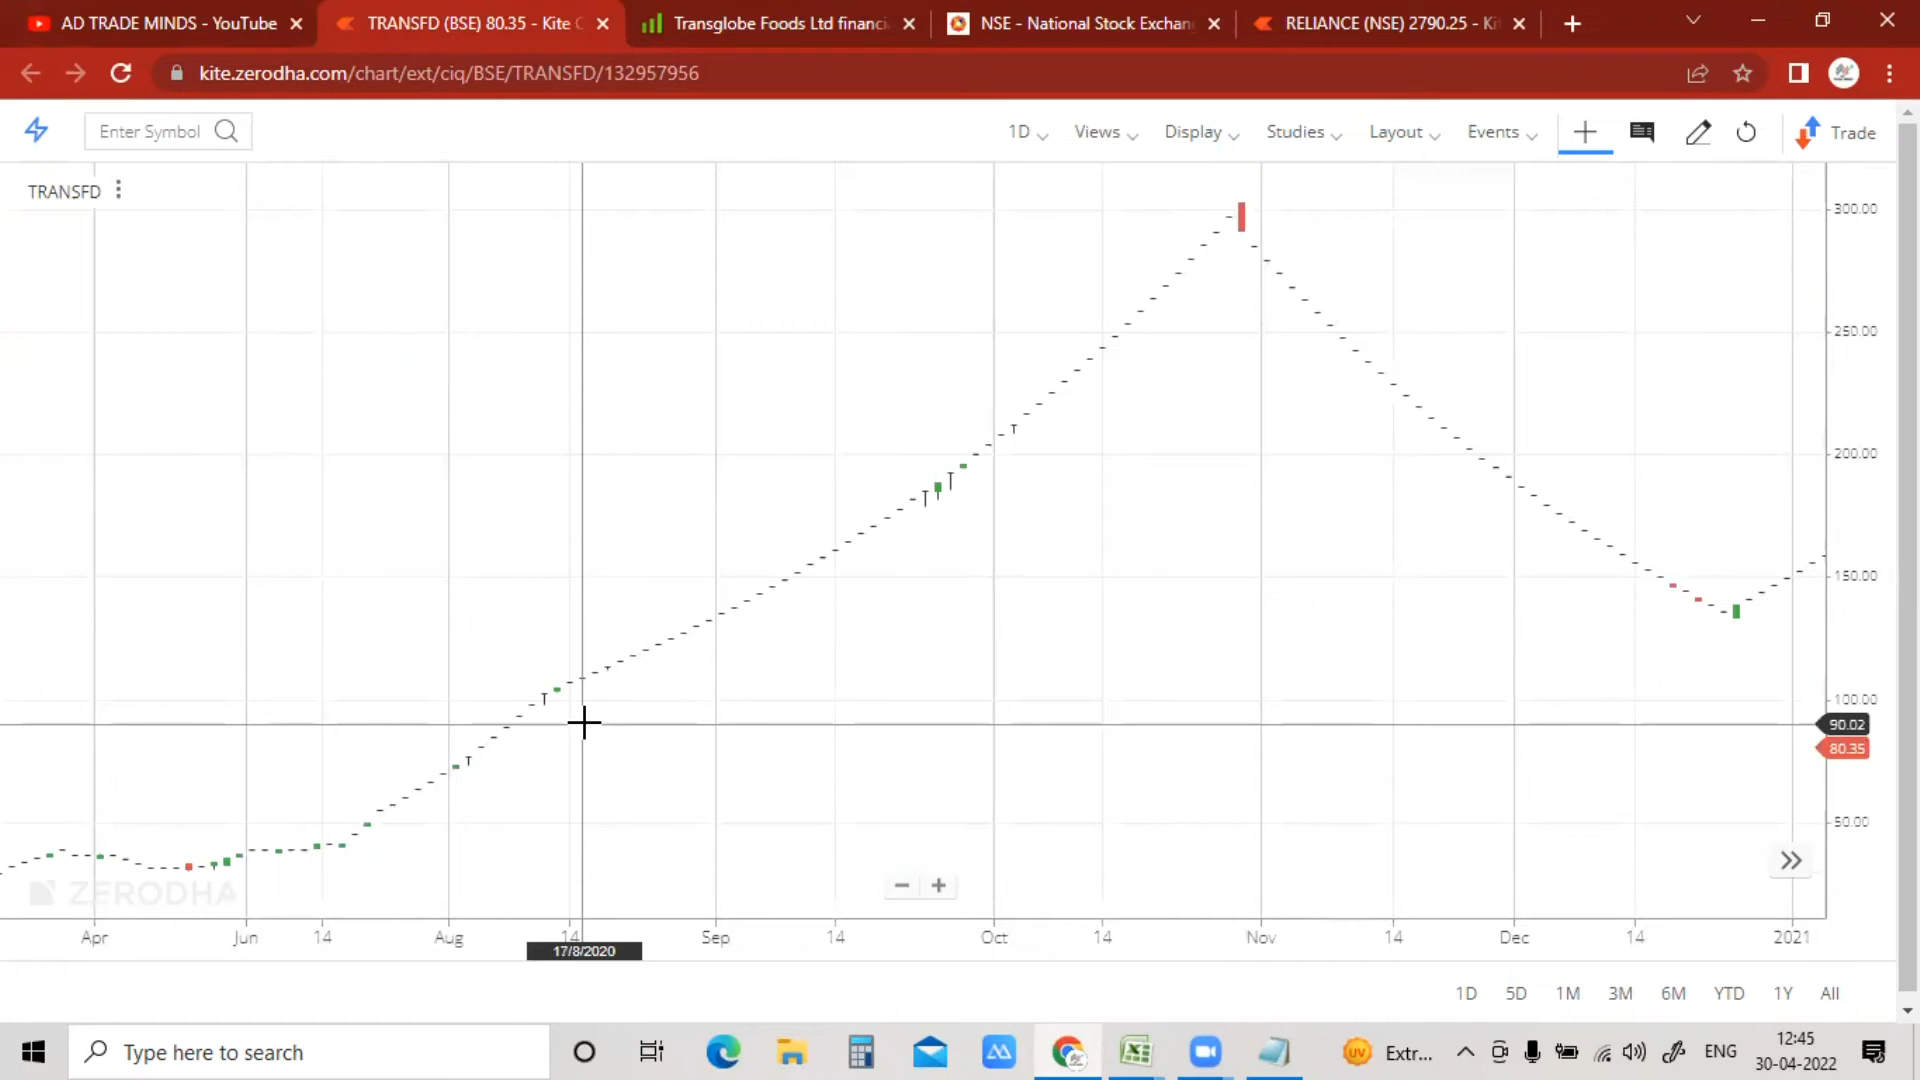 AD TRADE MINDS - YouTube
TRANSFD (BSE) 80.35 - Kite C
Transglobe Foods Ltd financi
NSE - National Stock Exchan
RELIANCE (NSE) 2790.25 - Ki
kite.zerodha.com/chart/ext/ciq/BSE/TRANSFD/132957956
Enter Symbol
1D Views Display Studies Layout Events Trade
TRANSFD
300.00
250.00
200.00
150.00
100.00
90.02
80.35
50.00
ZERODHA
Apr Jun 14 Aug 14 Sep 14 Oct 14 Nov 14 Dec 14 2021
17/8/2020
1D 5D 1M 3M 6M YTD 1Y All
Type here to search
UV
Extr...
ENG
12:45
30-04-2022